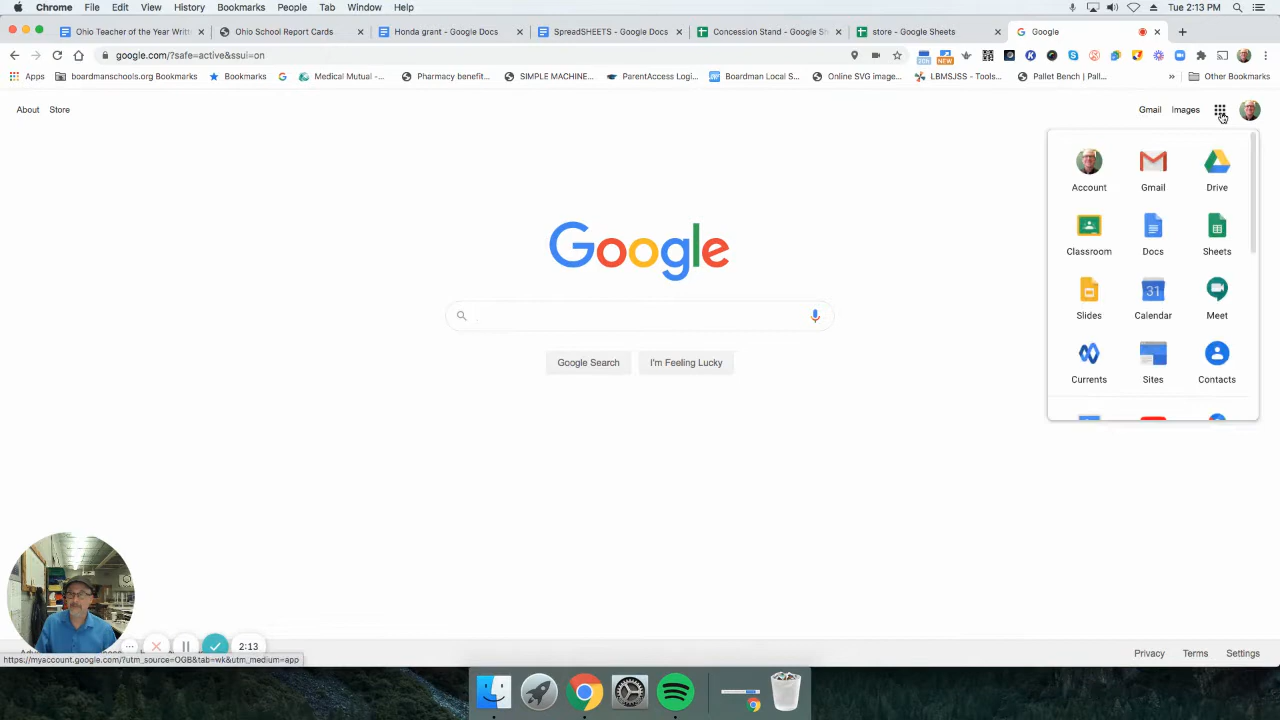 Chrome File Edit View History Bookmarks People Tab Window Help Tue 2:13 PM
Ohio Teacher of the Year Writ Ohio School Report Cards Honda grant - Google Docs SpreadSHEETS - Google Docs Concession Stand - Google Sh store - Google Sheets Google
google.com/?safe=active&ssui=on
20h NEW
Apps boardmanschools.org Bookmarks Bookmarks Medical Mutual -... Pharmacy benefit... SIMPLE MACHINE... ParentAccess Logi... Boardman Local S... Online SVG image... LBMSJSS - Tools... Pallet Bench | Pall... » Other Bookmarks
About Store Gmail Images
Account Gmail Drive
Classroom Docs Sheets
31
Slides Calendar Meet
Currents Sites Contacts
Google
Google Search I'm Feeling Lucky
2:13
Privacy Terms Settings
https://myaccount.google.com/?utm_source=OGB&tab=wk&utm_medium=app